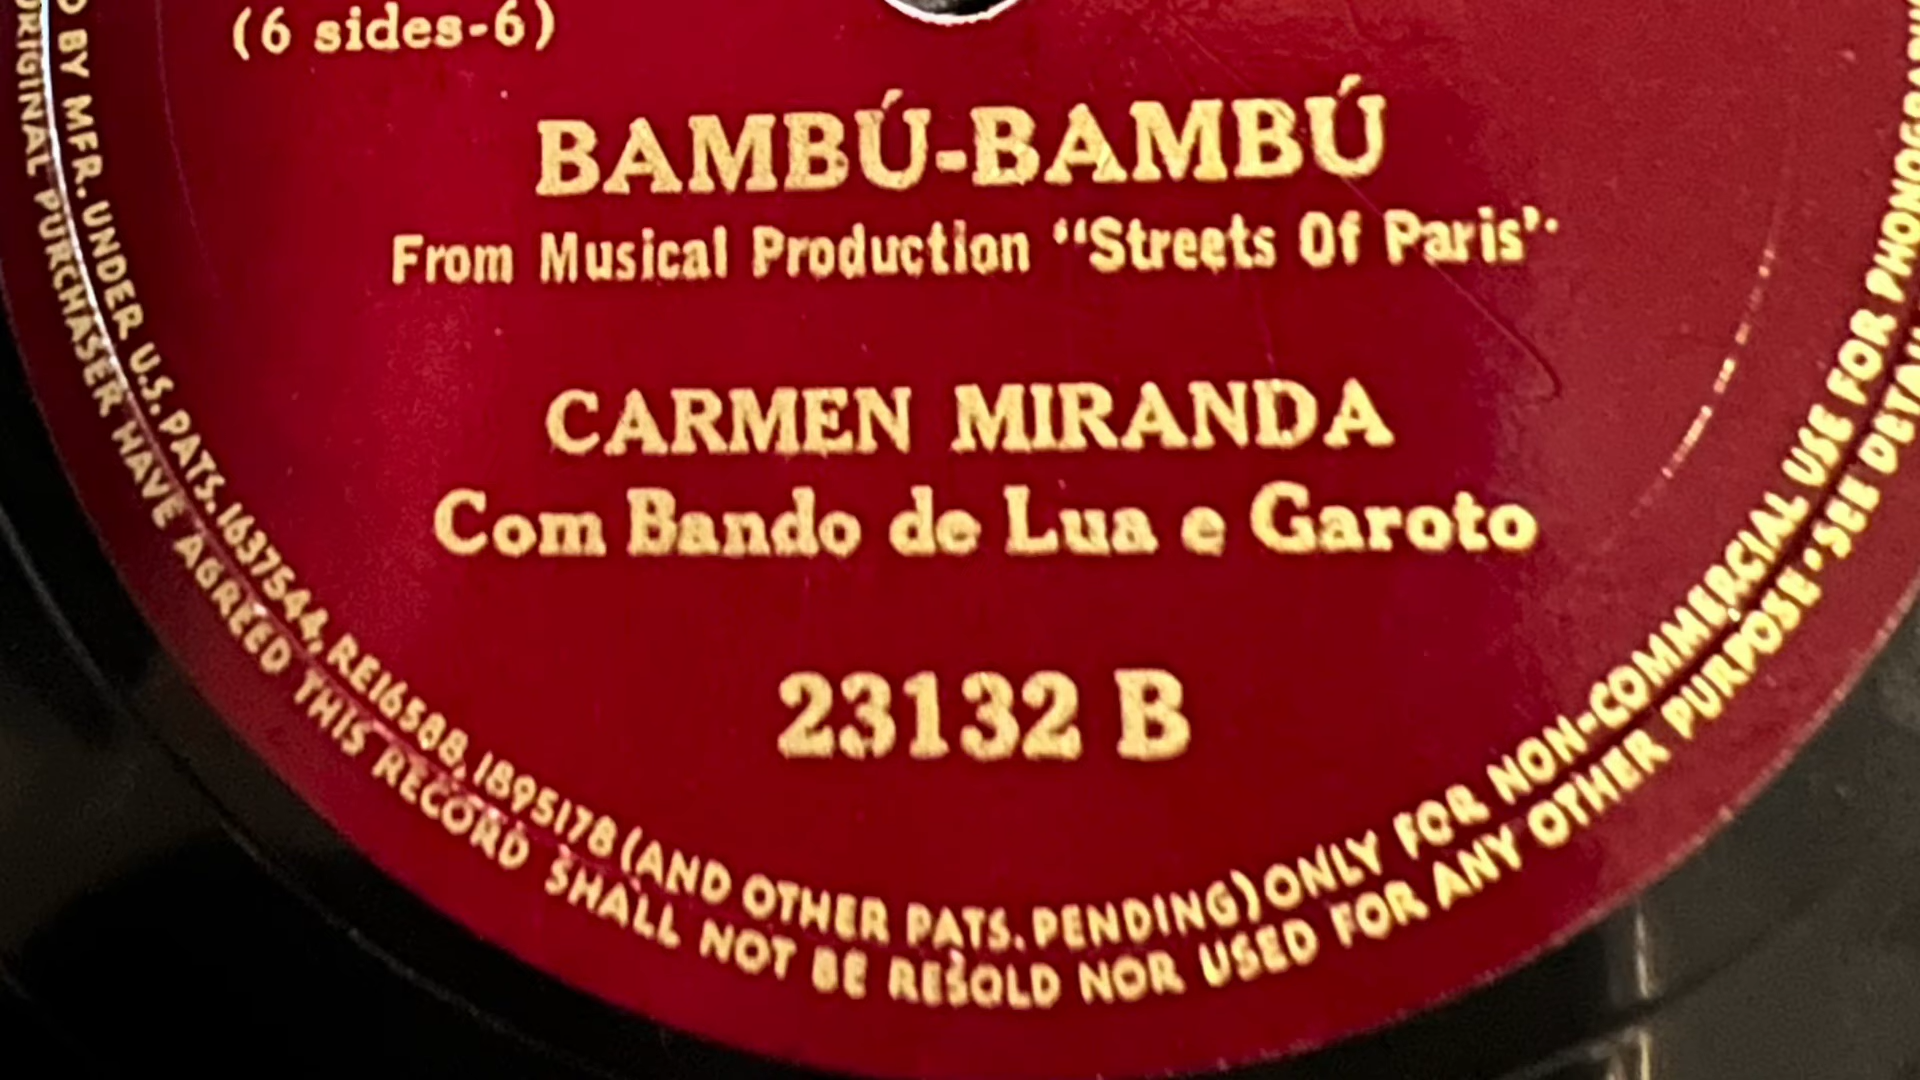 (6 sides-6)
BAMBÚ-BAMBÚ
From Musical Production "Streets Of Paris"
CARMEN MIRANDA
Com Bando de Lua e Garoto
23132 B
BY MFR. UNDER U.S. PATS. 1637544, RE16588, 1895178 (AND OTHER PATS. PENDING) ONLY FOR NON-COMMERCIAL USE FOR
ORIGINAL PURCHASER HAVE AGREED THIS RECORD SHALL NOT BE RESOLD NOR USED FOR ANY OTHER PURPOSE • SEE